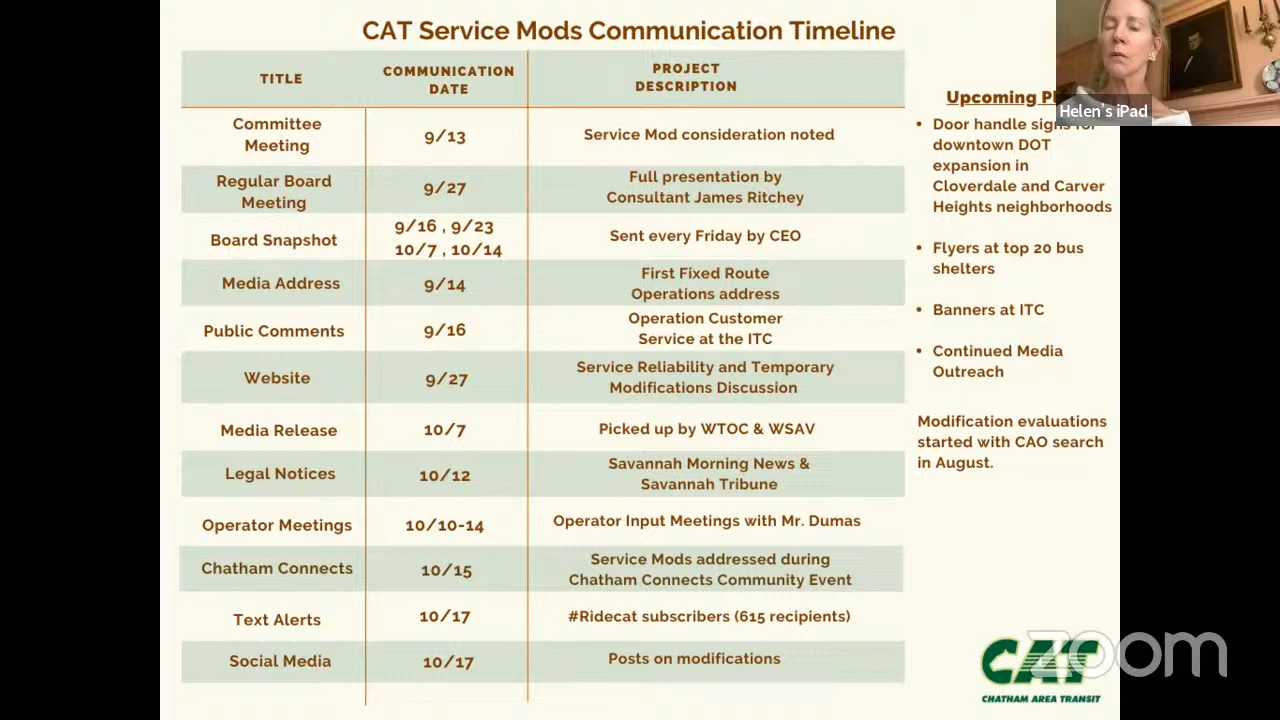 CAT Service Mods Communication Timeline
TITLE
COMMUNICATION
DATE
PROJECT
DESCRIPTION
Committee
Meeting
9/13
Service Mod consideration noted
Regular Board
Meeting
9/27
Full presentation by
Consultant James Ritchey
Board Snapshot
9/16 , 9/23
10/7 , 10/14
Sent every Friday by CEO
Media Address
9/14
First Fixed Route
Operations address
Public Comments
9/16
Operation Customer
Service at the ITC
Website
9/27
Service Reliability and Temporary
Modifications Discussion
Media Release
10/7
Picked up by WTOC & WSAV
Legal Notices
10/12
Savannah Morning News &
Savannah Tribune
Operator Meetings
10/10-14
Operator Input Meetings with Mr. Dumas
Chatham Connects
10/15
Service Mods addressed during
Chatham Connects Community Event
Text Alerts
10/17
#Ridecat subscribers (615 recipients)
Social Media
10/17
Posts on modifications
Upcoming
Helen's iPad
• Door handle signs for
downtown DOT
expansion in
Cloverdale and Carver
Heights neighborhoods
• Flyers at top 20 bus
shelters
• Banners at ITC
• Continued Media
Outreach
Modification evaluations
started with CAO search
in August.
CAT
zoom
CHATHAM AREA TRANSIT